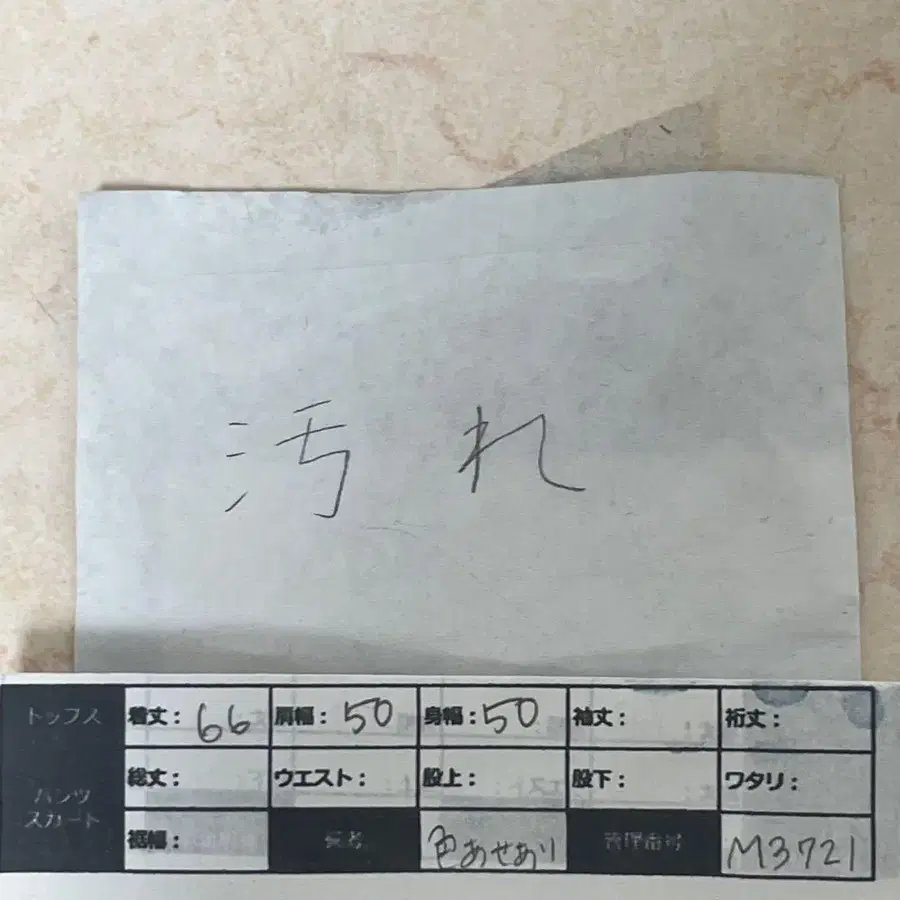 汚れ
トップス 着丈: 66 肩幅: 50 身幅: 50 袖丈: 裄丈:
パンツ スカート 総丈: ウエスト: 股上: 股下: ワタリ:
裾幅: 備考 色あせあり 管理番号 M3721